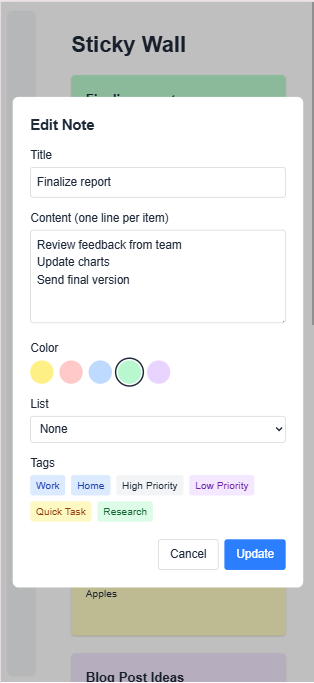 Sticky Wall
Edit Note
Title
Finalize report
Content (one line per item)
Review feedback from team
Update charts
Send final version
Color
List
None
Tags
Work Home High Priority Low Priority
Quick Task Research
Cancel Update
Apples
Blog Post Ideas